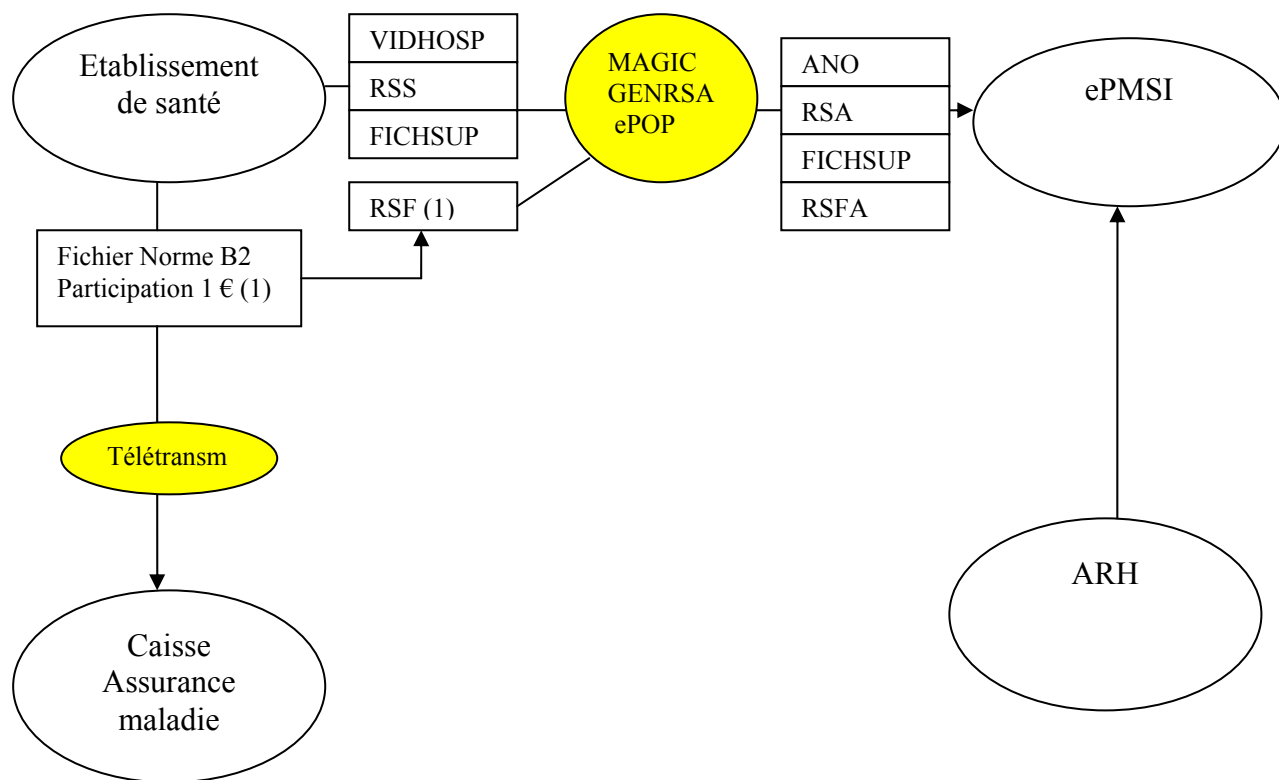 Etablissement
de santé
VIDHOSP
RSS
FICHSUP
RSF (1)
MAGIC
GENRSA
ePOP
ANO
RSA
FICHSUP
RSFA
ePMSI
Fichier Norme B2
Participation 1 € (1)
Télétransm
Caisse
Assurance
maladie
ARH